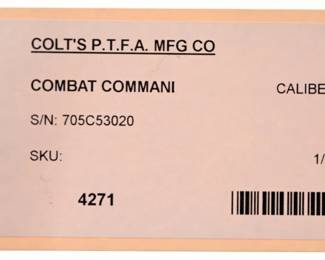 COLT'S P.T.F.A. MFG CO
COMBAT COMMANI CALIBE
S/N: 705C53020
SKU: 1/
4271